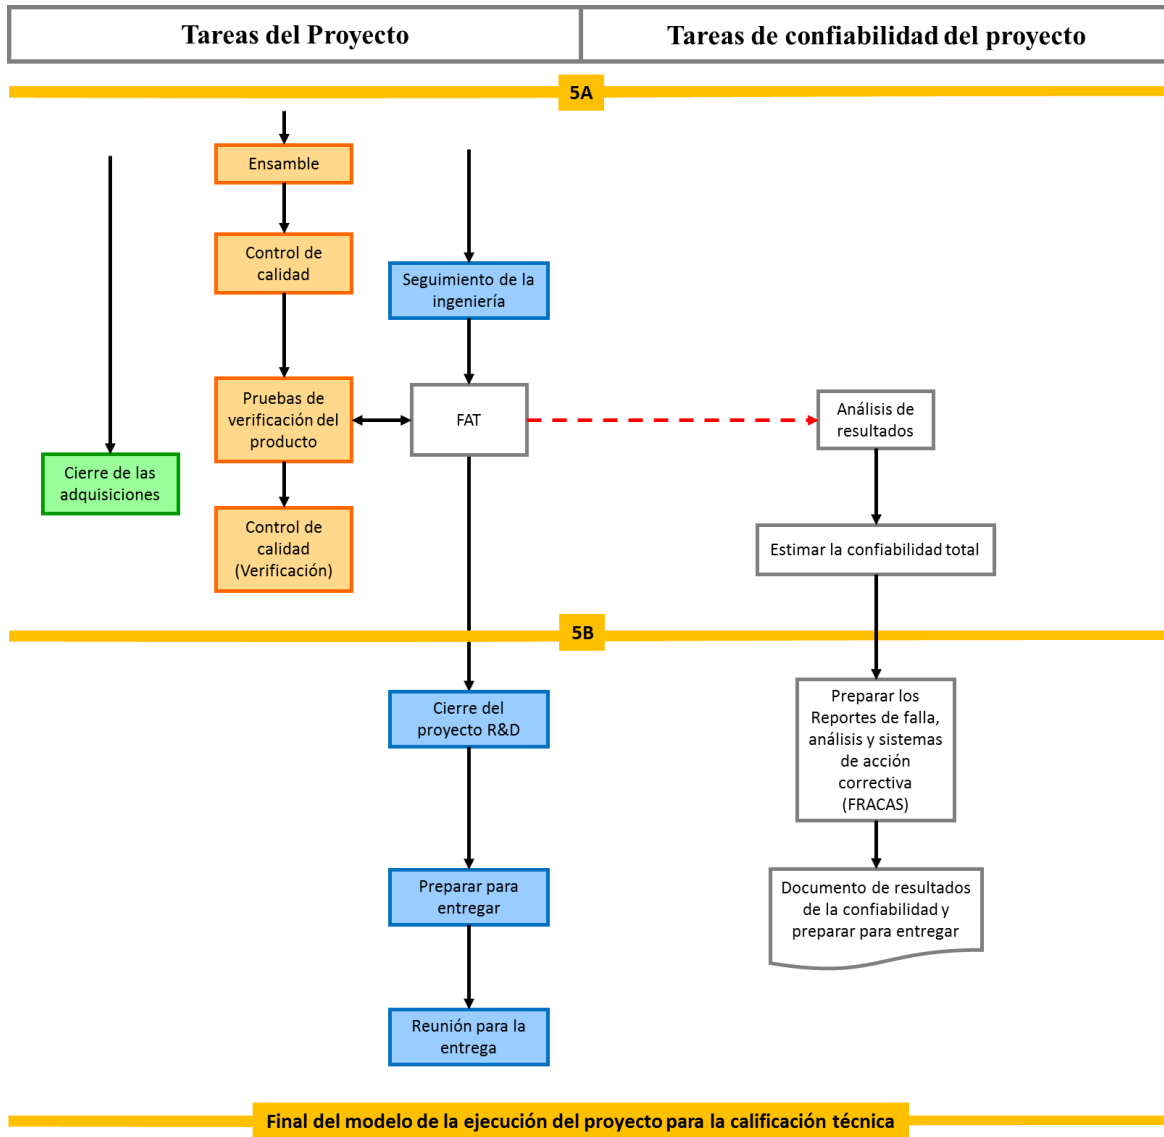 Tareas del Proyecto
Tareas de confiabilidad del proyecto
5A
Ensamble
Control de
calidad
Seguimiento de la
ingeniería
Pruebas de
verificación del
producto
FAT
Análisis de
resultados
Cierre de las
adquisiciones
Control de
calidad
(Verificación)
Estimar la confiabilidad total
5B
Cierre del
proyecto R&D
Preparar los
Reportes de falla,
análisis y sistemas
de acción
correctiva
(FRACAS)
Preparar para
entregar
Documento de resultados
de la confiabilidad y
preparar para entregar
Reunión para la
entrega
Final del modelo de la ejecución del proyecto para la calificación técnica